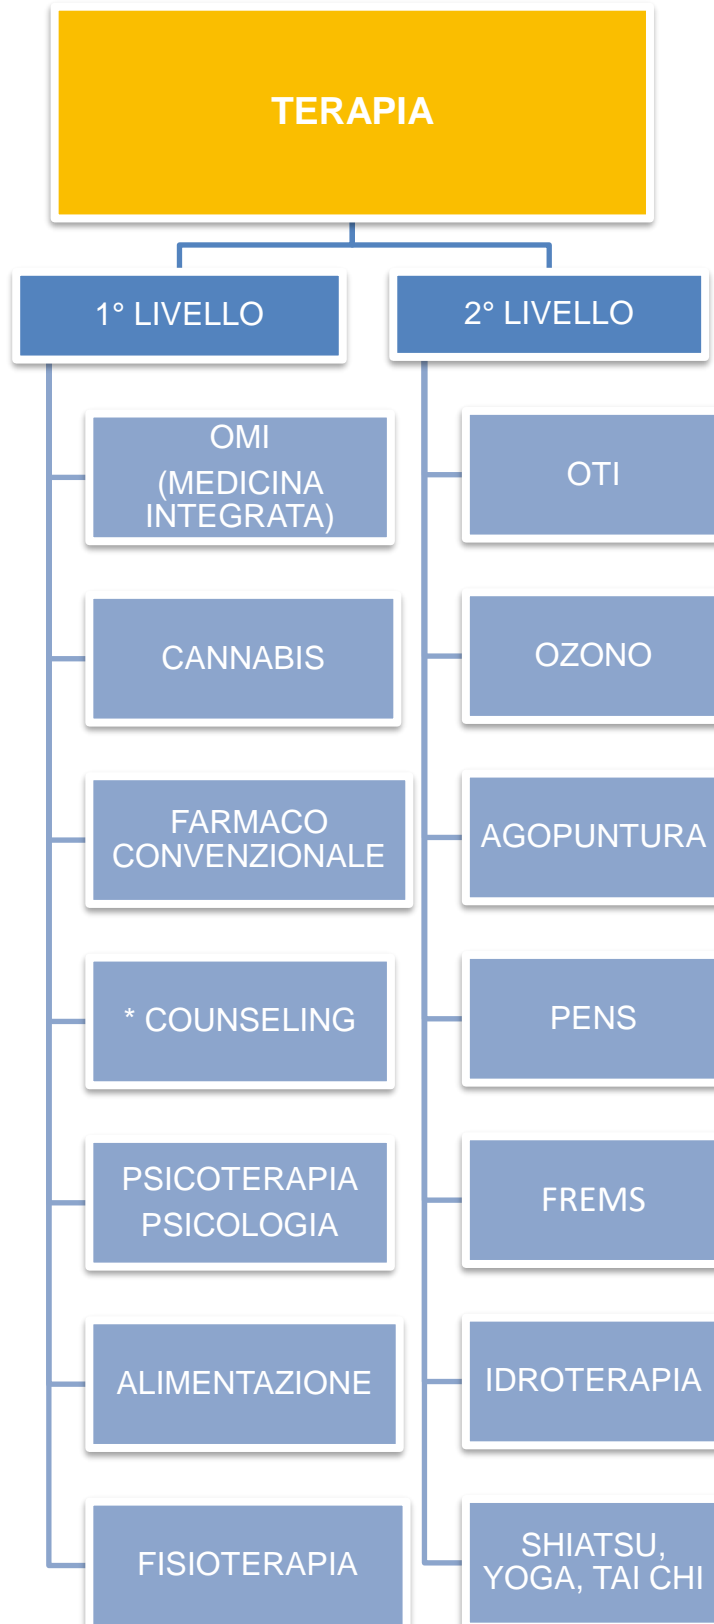 TERAPIA
1° LIVELLO
OMI
(MEDICINA
INTEGRATA)
CANNABIS
FARMACO
CONVENZIONALE
* COUNSELING
PSICOTERAPIA
PSICOLOGIA
ALIMENTAZIONE
FISIOTERAPIA
2° LIVELLO
OTI
OZONO
AGOPUNTURA
PENS
FREMS
IDROTERAPIA
SHIATSU,
YOGA, TAI CHI